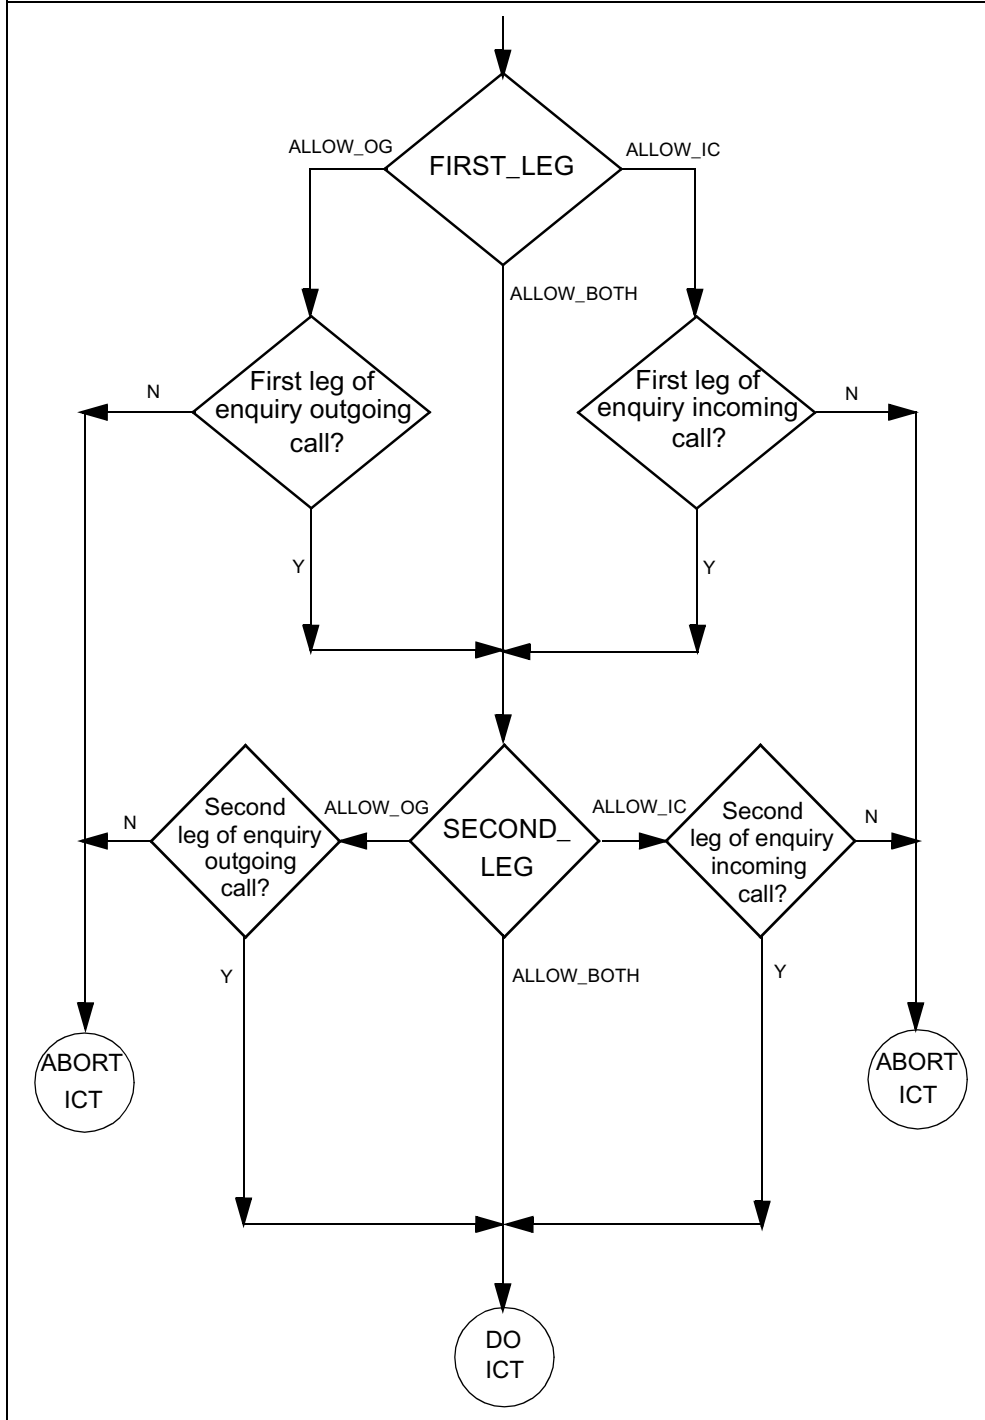 ALLOW_OG
FIRST_LEG
ALLOW_IC
ALLOW_BOTH
N
First leg of
enquiry outgoing
call?
First leg of
enquiry incoming
call?
N
Y
Y
N
Second
leg of enquiry
outgoing
call?
ALLOW_OG
SECOND_
LEG
ALLOW_IC
Second
leg of enquiry
incoming
call?
N
Y
ALLOW_BOTH
Y
ABORT
ICT
ABORT
ICT
DO
ICT